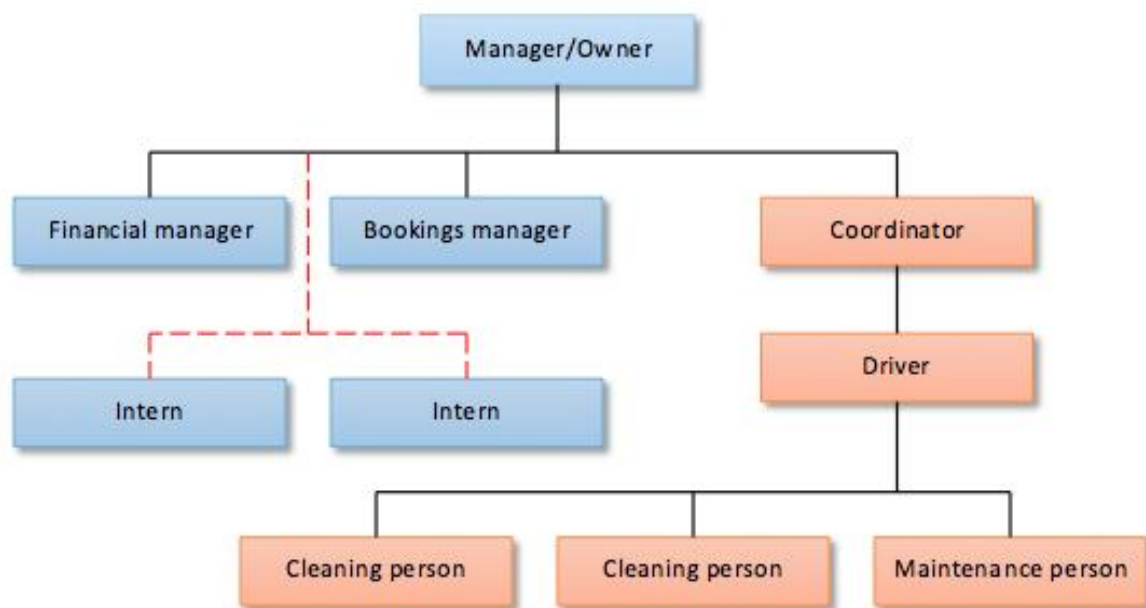 Manager/Owner
Financial manager
Bookings manager
Coordinator
Driver
Intern
Intern
Cleaning person
Cleaning person
Maintenance person